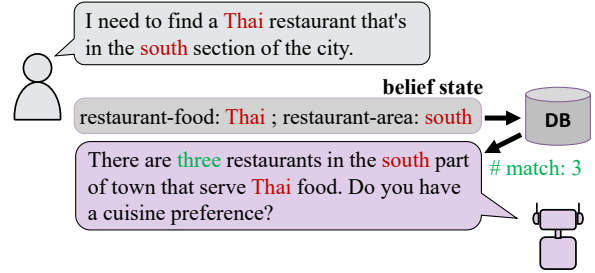 I need to find a Thai restaurant that's
in the south section of the city.
belief state
restaurant-food: Thai ; restaurant-area: south
DB
# match: 3
There are three restaurants in the south part
of town that serve Thai food. Do you have
a cuisine preference?